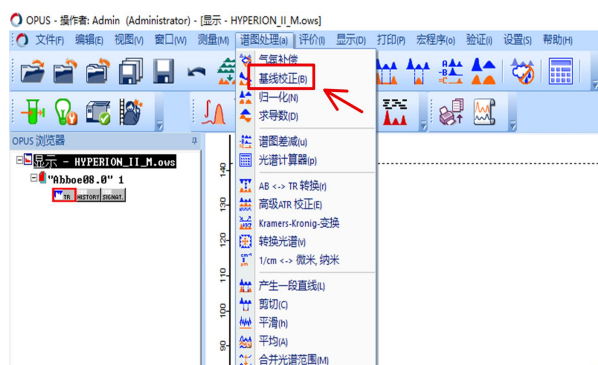 OPUS - 操作者: Admin (Administrator) - [显示 - HYPERION_II_M.ows]
文件(F) 编辑(E) 视图(V) 窗口(W) 测量(M) 谱图处理(a) 评价(l) 显示(D) 打印(P) 宏程序(o) 验证(i) 设置(S) 帮助(H)
大气补偿
基线校正(B)
归一化(N)
求导数(D)
谱图差减(u)
光谱计算器(p)
AB <-> TR 转换(r)
高级ATR 校正(E)
Kramers-Kronig-变换
转换光谱(v)
1/cm <-> 微米, 纳米
产生一段直线(L)
剪切(C)
平滑(h)
平均(A)
合并光谱范围(M)
OPUS 浏览器
显示 - HYPERION_II_M.ows
"Abboe08.0" 1
TR HISTORY SIGNAT.
140
130
120
110
100
90